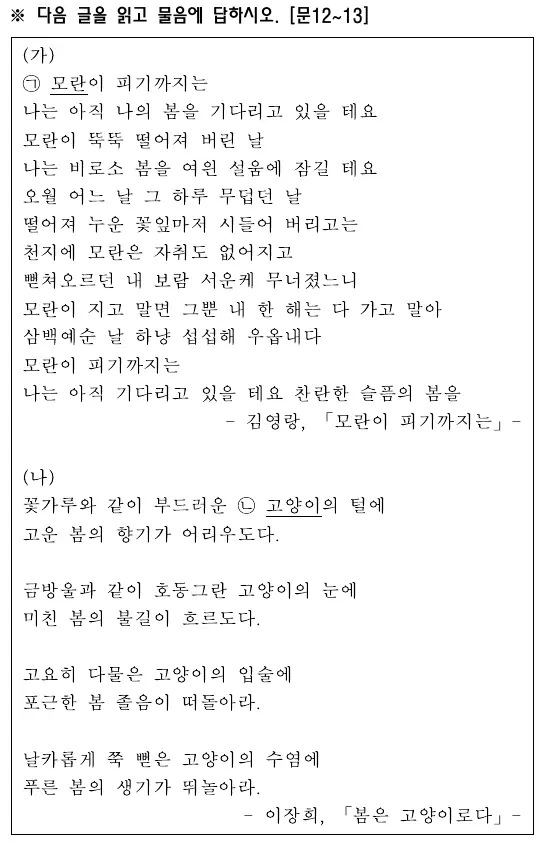 ※ 다음 글을 읽고 물음에 답하시오. [문12~13]
(가)
㉠ 모란이 피기까지는
나는 아직 나의 봄을 기다리고 있을 테요
모란이 뚝뚝 떨어져 버린 날
나는 비로소 봄을 여읜 설움에 잠길 테요
오월 어느 날 그 하루 무덥던 날
떨어져 누운 꽃잎마저 시들어 버리고는
천지에 모란은 자취도 없어지고
뻗쳐오르던 내 보람 서운케 무너졌느니
모란이 지고 말면 그뿐 내 한 해는 다 가고 말아
삼백예순 날 하냥 섭섭해 우옵내다
모란이 피기까지는
나는 아직 기다리고 있을 테요 찬란한 슬픔의 봄을
- 김영랑, 「모란이 피기까지는」-
(나)
꽃가루와 같이 부드러운 ㉡ 고양이의 털에
고운 봄의 향기가 어리우도다.
금방울과 같이 호동그란 고양이의 눈에
미친 봄의 불길이 흐르도다.
고요히 다물은 고양이의 입술에
포근한 봄 졸음이 떠돌아라.
날카롭게 쭉 뻗은 고양이의 수염에
푸른 봄의 생기가 뛰놀아라.
- 이장희, 「봄은 고양이로다」-